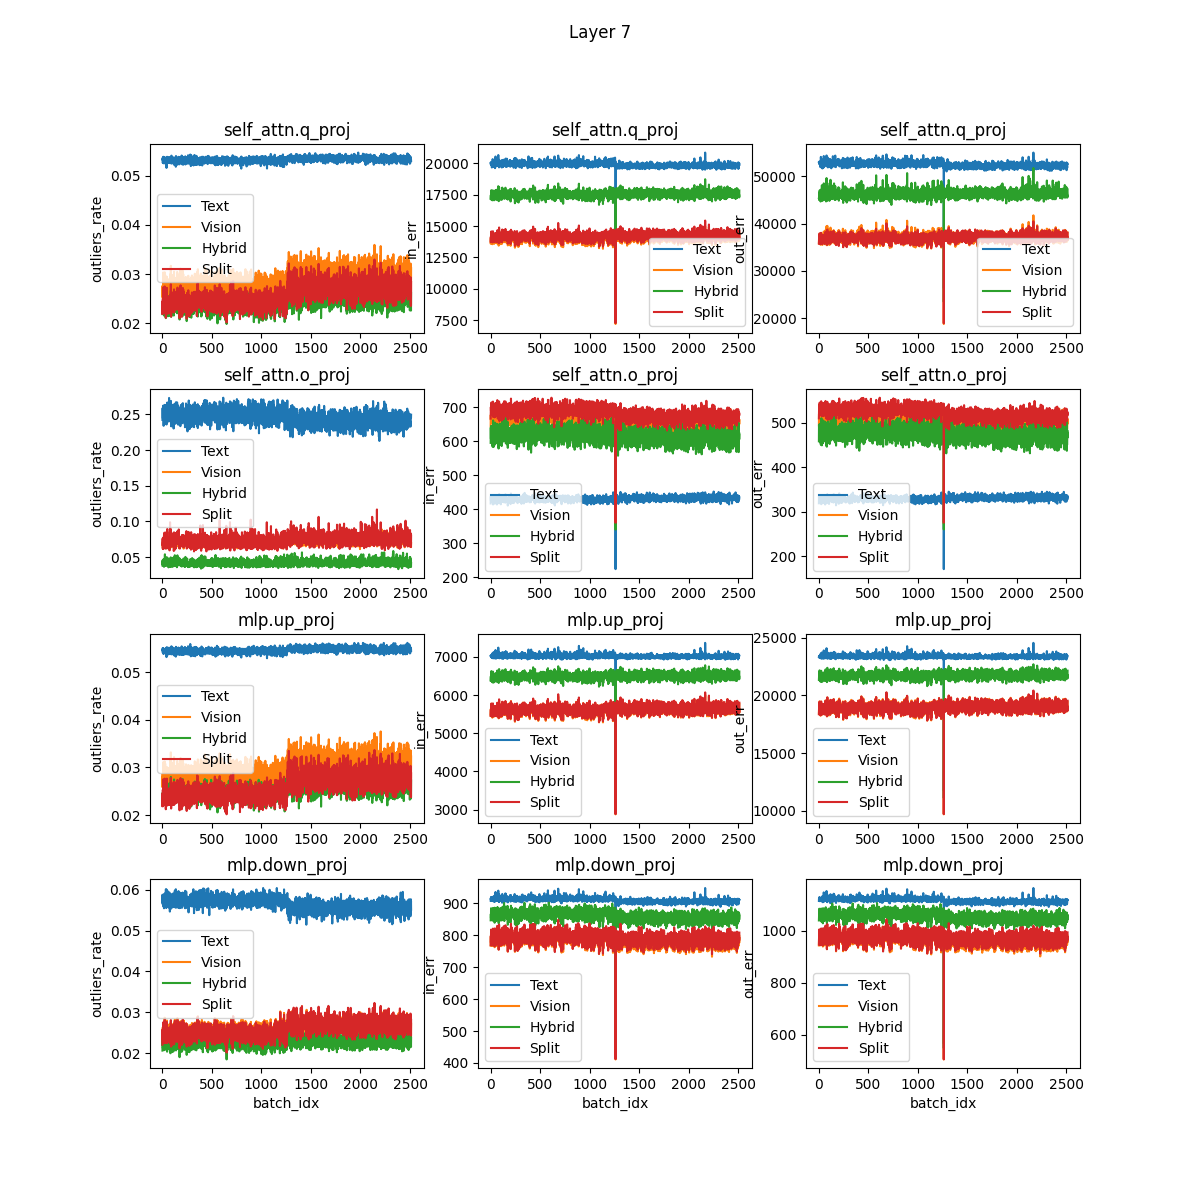 Layer 7
self_attn.q_proj
outliers_rate
0.05
0.04
0.03
0.02
Text
Vision
Hybrid
Split
0 500 1000 1500 2000 2500
self_attn.q_proj
in_err
20000
17500
15000
12500
10000
7500
Text
Vision
Hybrid
Split
0 500 1000 1500 2000 2500
self_attn.q_proj
out_err
50000
40000
30000
20000
Text
Vision
Hybrid
Split
0 500 1000 1500 2000 2500
self_attn.o_proj
outliers_rate
0.25
0.20
0.15
0.10
0.05
Text
Vision
Hybrid
Split
0 500 1000 1500 2000 2500
self_attn.o_proj
in_err
700
600
500
400
300
200
Text
Vision
Hybrid
Split
0 500 1000 1500 2000 2500
self_attn.o_proj
out_err
500
400
300
200
Text
Vision
Hybrid
Split
0 500 1000 1500 2000 2500
mlp.up_proj
outliers_rate
0.05
0.04
0.03
0.02
Text
Vision
Hybrid
Split
0 500 1000 1500 2000 2500
mlp.up_proj
in_err
7000
6000
5000
4000
3000
Text
Vision
Hybrid
Split
0 500 1000 1500 2000 2500
mlp.up_proj
out_err
25000
20000
15000
10000
Text
Vision
Hybrid
Split
0 500 1000 1500 2000 2500
mlp.down_proj
outliers_rate
0.06
0.05
0.04
0.03
0.02
Text
Vision
Hybrid
Split
0 500 1000 1500 2000 2500
batch_idx
mlp.down_proj
in_err
900
800
700
600
500
400
Text
Vision
Hybrid
Split
0 500 1000 1500 2000 2500
batch_idx
mlp.down_proj
out_err
1000
800
600
Text
Vision
Hybrid
Split
0 500 1000 1500 2000 2500
batch_idx